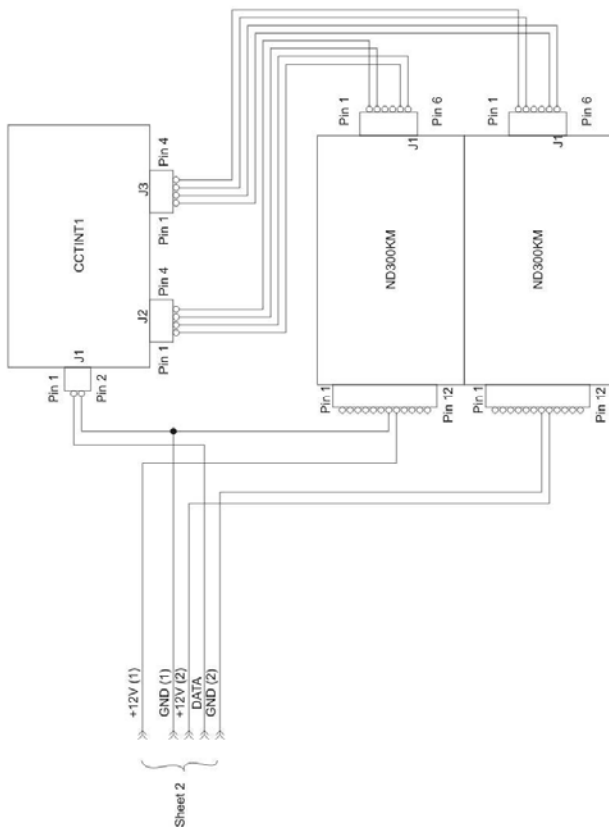 Pin 1
Pin 6
J1
Pin 1
Pin 6
J1
CCTINT1
J3
Pin 4
Pin 1
J2
Pin 4
Pin 1
J1
Pin 1
Pin 2
ND300KM
ND300KM
Pin 1
Pin 12
Pin 1
Pin 12
+12V (1)
GND (1)
+12V (2)
DATA
GND (2)
Sheet 2